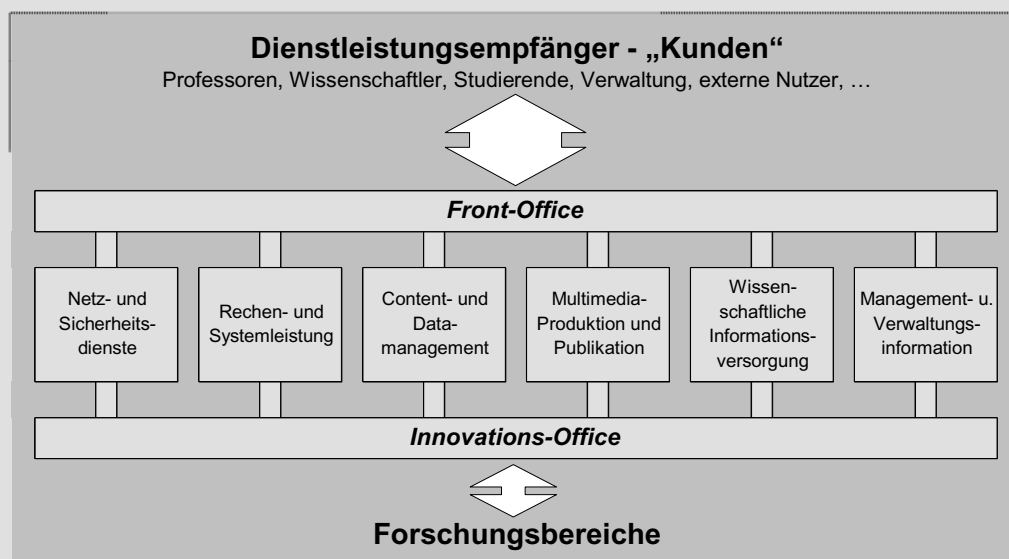 Dienstleistungsempfänger - „Kunden“
Professoren, Wissenschaftler, Studierende, Verwaltung, externe Nutzer, …
Front-Office
Netz- und
Sicherheits-
dienste
Rechen- und
Systemleistung
Content- und
Data-
management
Multimedia-
Produktion und
Publikation
Wissen-
schaftliche
Informations-
versorgung
Management- u.
Verwaltungs-
information
Innovations-Office
Forschungsbereiche